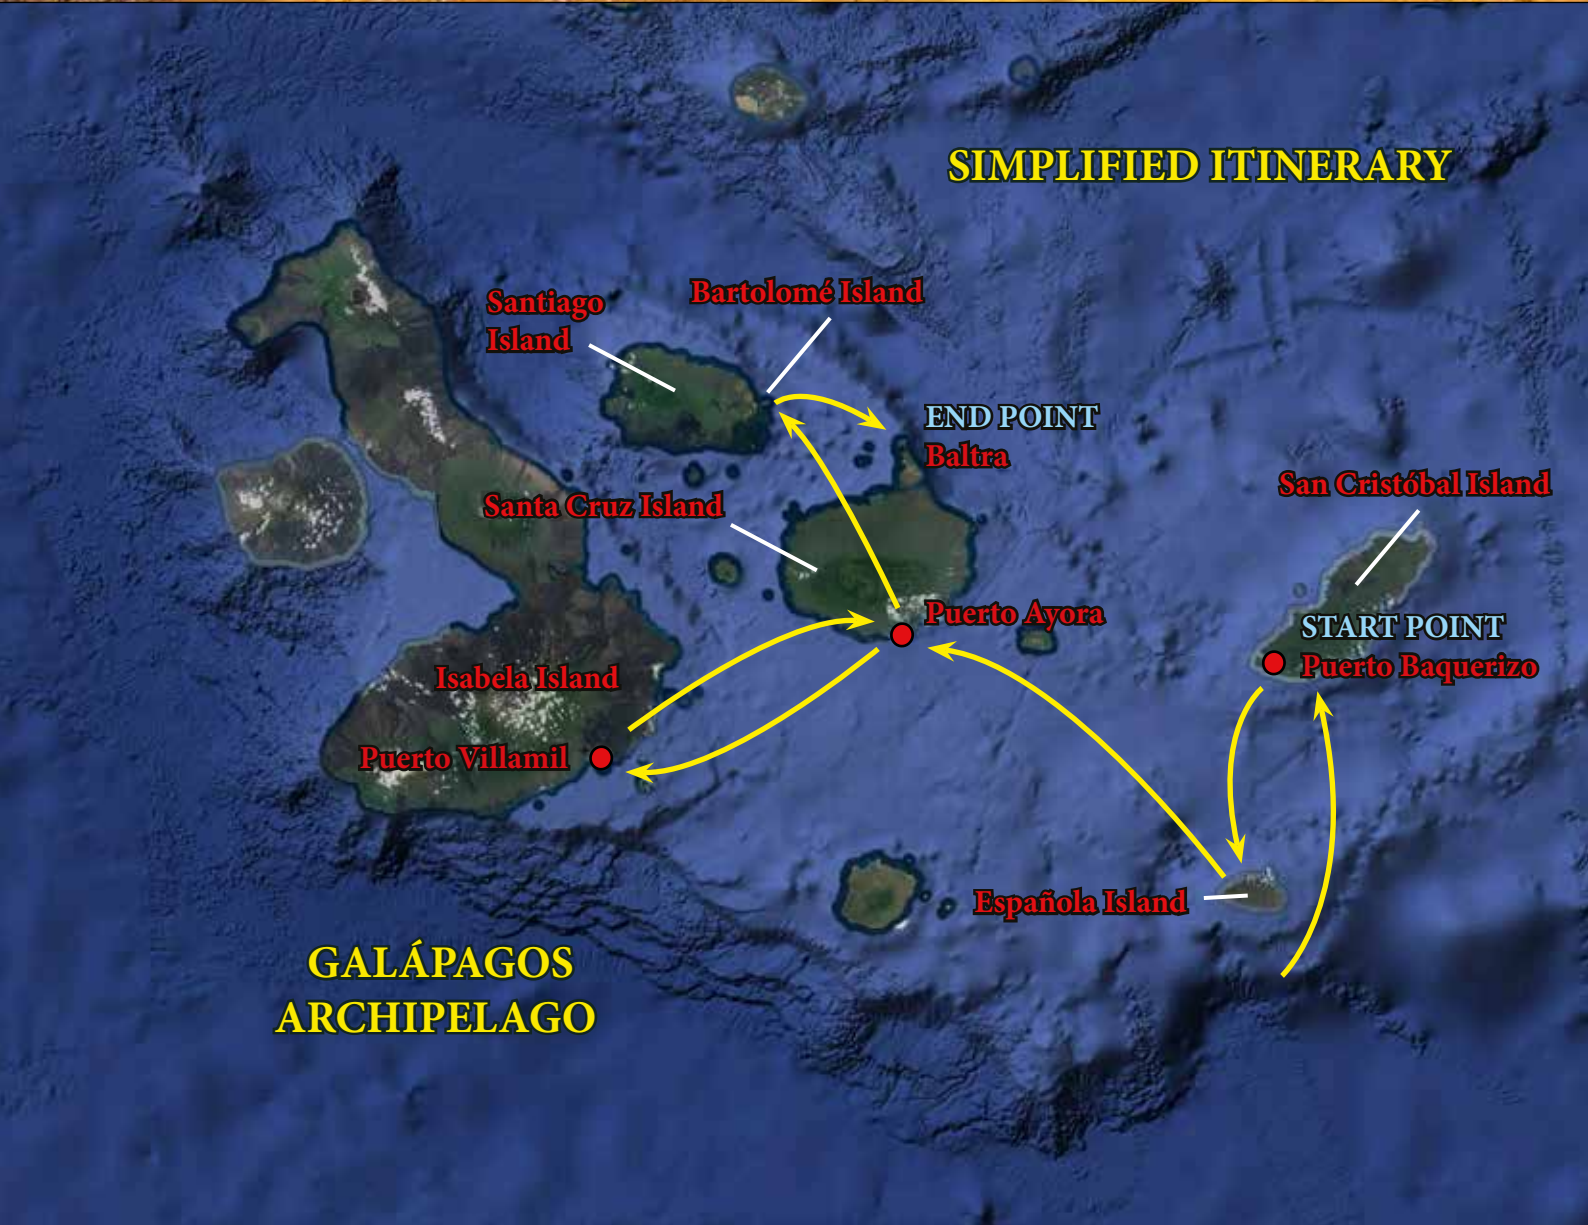 SIMPLIFIED ITINERARY
Bartolomé Island
Santiago
Island
END POINT
Baltra
San Cristóbal Island
Santa Cruz Island
Puerto Ayora
START POINT
Puerto Baquerizo
Isabela Island
Puerto Villamil
Española Island
GALÁPAGOS
ARCHIPELAGO